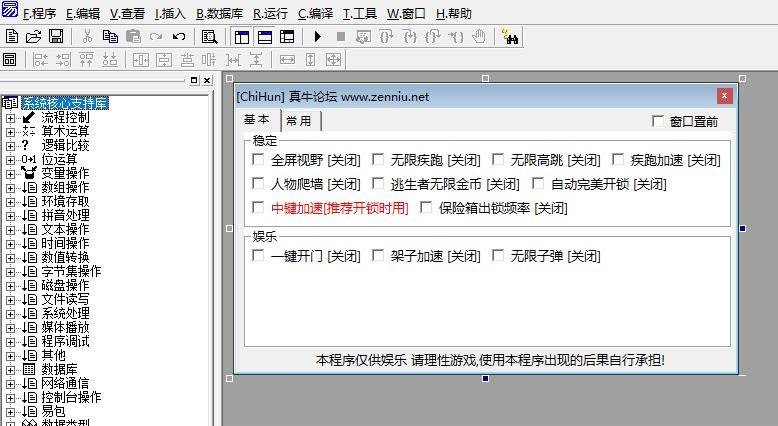 F.程序 E.编辑 V.查看 I.插入 B.数据库 R.运行 C.编译 T.工具 W.窗口 H.帮助
系统核心支持库
流程控制
算术运算
逻辑比较
位运算
变量操作
数组操作
环境存取
拼音处理
文本操作
时间操作
数值转换
字节集操作
磁盘操作
文件读写
系统处理
媒体播放
程序调试
其他
数据库
网络通信
控制台操作
易包
数据类型
[ChiHun] 真牛论坛 www.zenniu.net
基本 常用 窗口置前
稳定
全屏视野 [关闭] 无限疾跑 [关闭] 无限高跳 [关闭] 疾跑加速 [关闭]
人物爬墙 [关闭] 逃生者无限金币 [关闭] 自动完美开锁 [关闭]
中键加速[推荐开锁时用] 保险箱出锁频率 [关闭]
娱乐
一键开门 [关闭] 架子加速 [关闭] 无限子弹 [关闭]
本程序仅供娱乐 请理性游戏,使用本程序出现的后果自行承担!